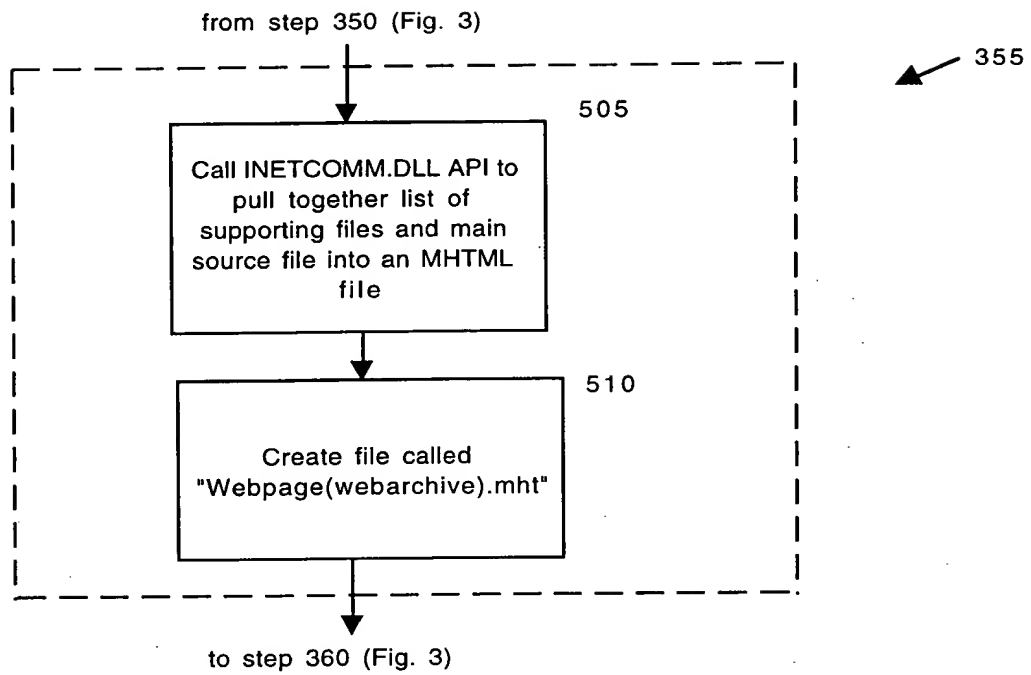 from step 350 (Fig. 3)
355
505
Call INETCOMM.DLL API to
pull together list of
supporting files and main
source file into an MHTML
file
510
Create file called
"Webpage(webarchive).mht"
to step 360 (Fig. 3)